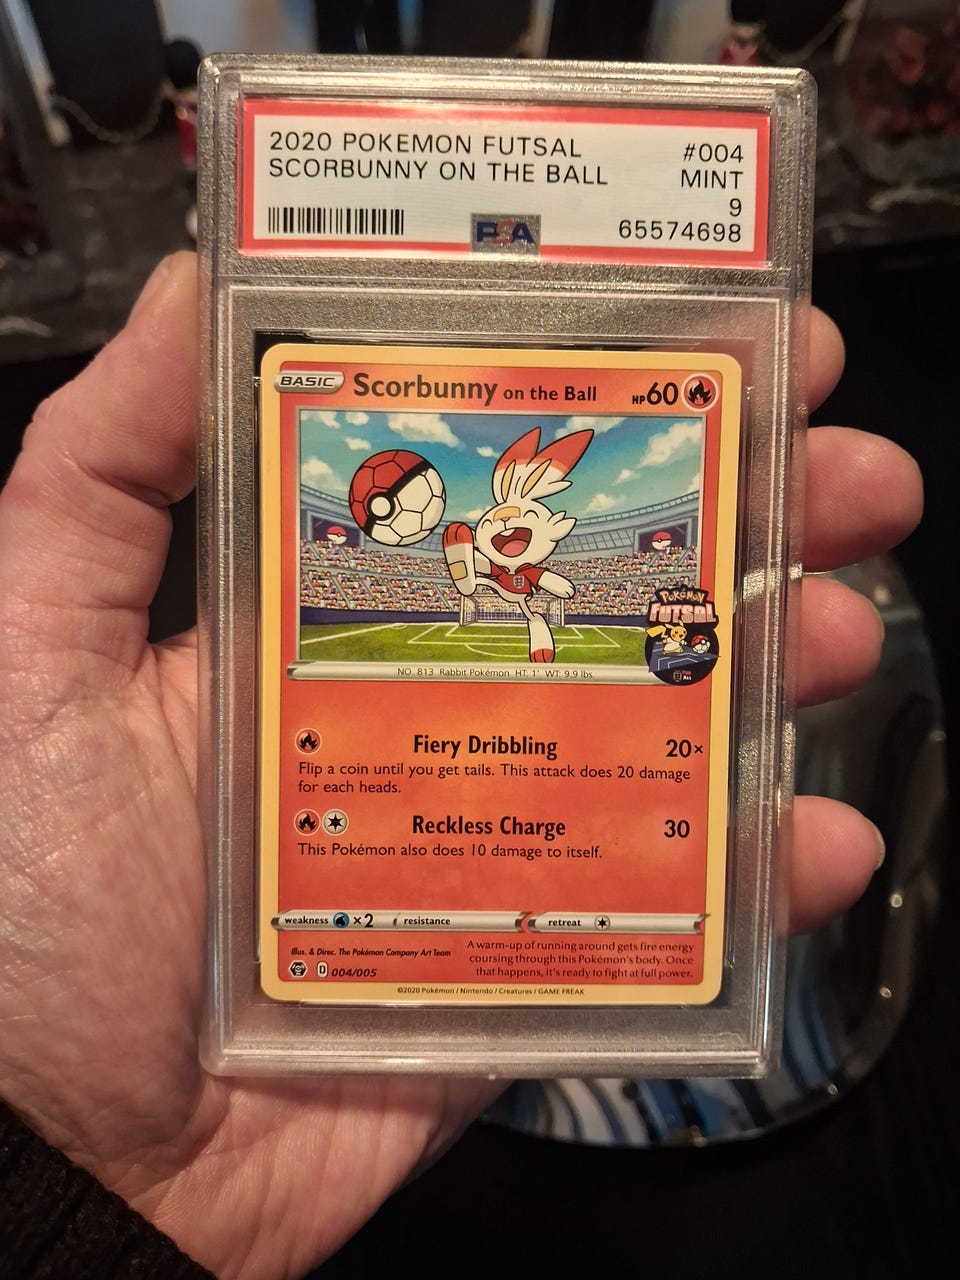 2020 POKEMON FUTSAL #004
SCORBUNNY ON THE BALL MINT
9
PSA 65574698
BASIC Scorbunny on the Ball HP60
Pokémon
FUTSAL
NO. 813 Rabbit Pokémon HT: 1' WT: 9.9 lbs.
Fiery Dribbling 20×
Flip a coin until you get tails. This attack does 20 damage
for each heads.
Reckless Charge 30
This Pokémon also does 10 damage to itself.
weakness ×2 resistance retreat
Illus. & Direc. The Pokémon Company Art Team
D 004/005
A warm-up of running around gets fire energy
coursing through this Pokémon's body. Once
that happens, it's ready to fight at full power.
©2020 Pokémon / Nintendo / Creatures / GAME FREAK